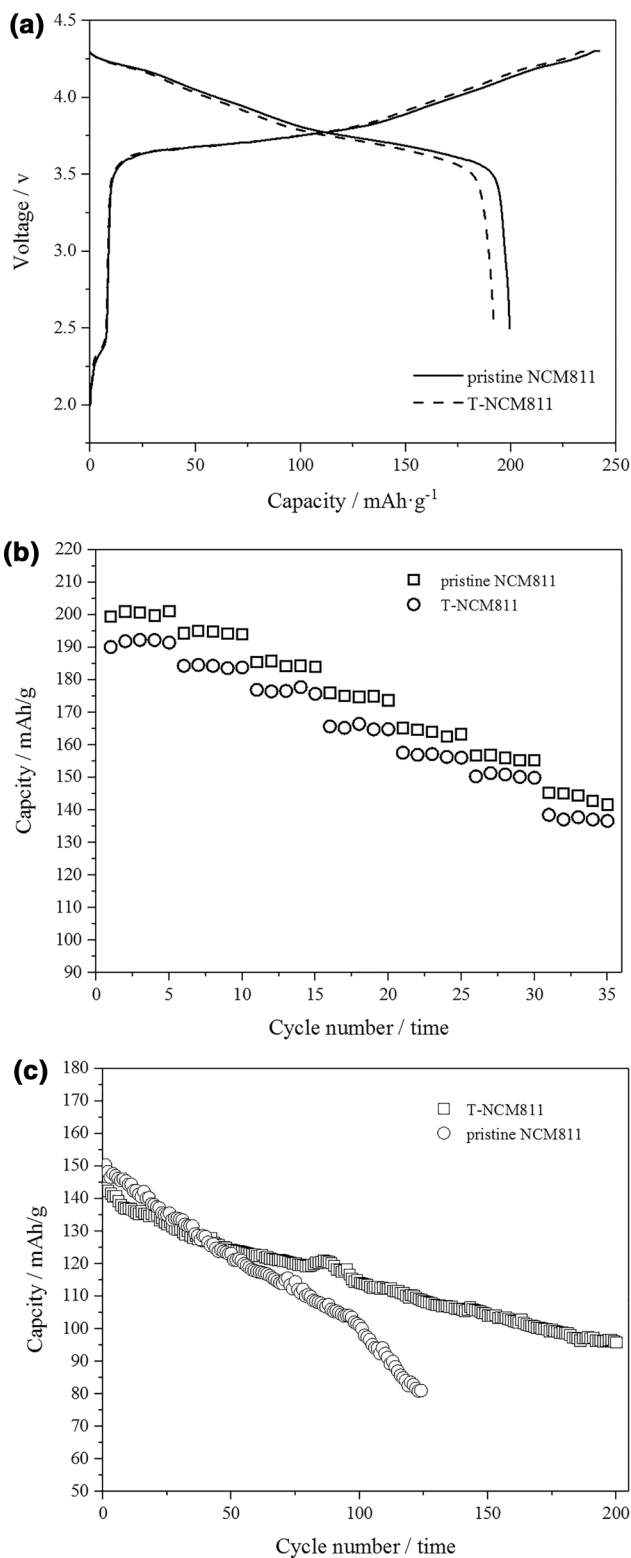 (a)
4.5
4.0
3.5
3.0
2.5
2.0
Voltage / v
pristine NCM811
T-NCM811
0 50 100 150 200 250
Capacity / mAh·g-1
(b)
220
210
200
190
180
170
160
150
140
130
120
110
100
90
Capcity / mAh/g
pristine NCM811
T-NCM811
0 5 10 15 20 25 30 35
Cycle number / time
(c)
180
170
160
150
140
130
120
110
100
90
80
70
60
50
Capcity / mAh/g
T-NCM811
pristine NCM811
0 50 100 150 200
Cycle number / time